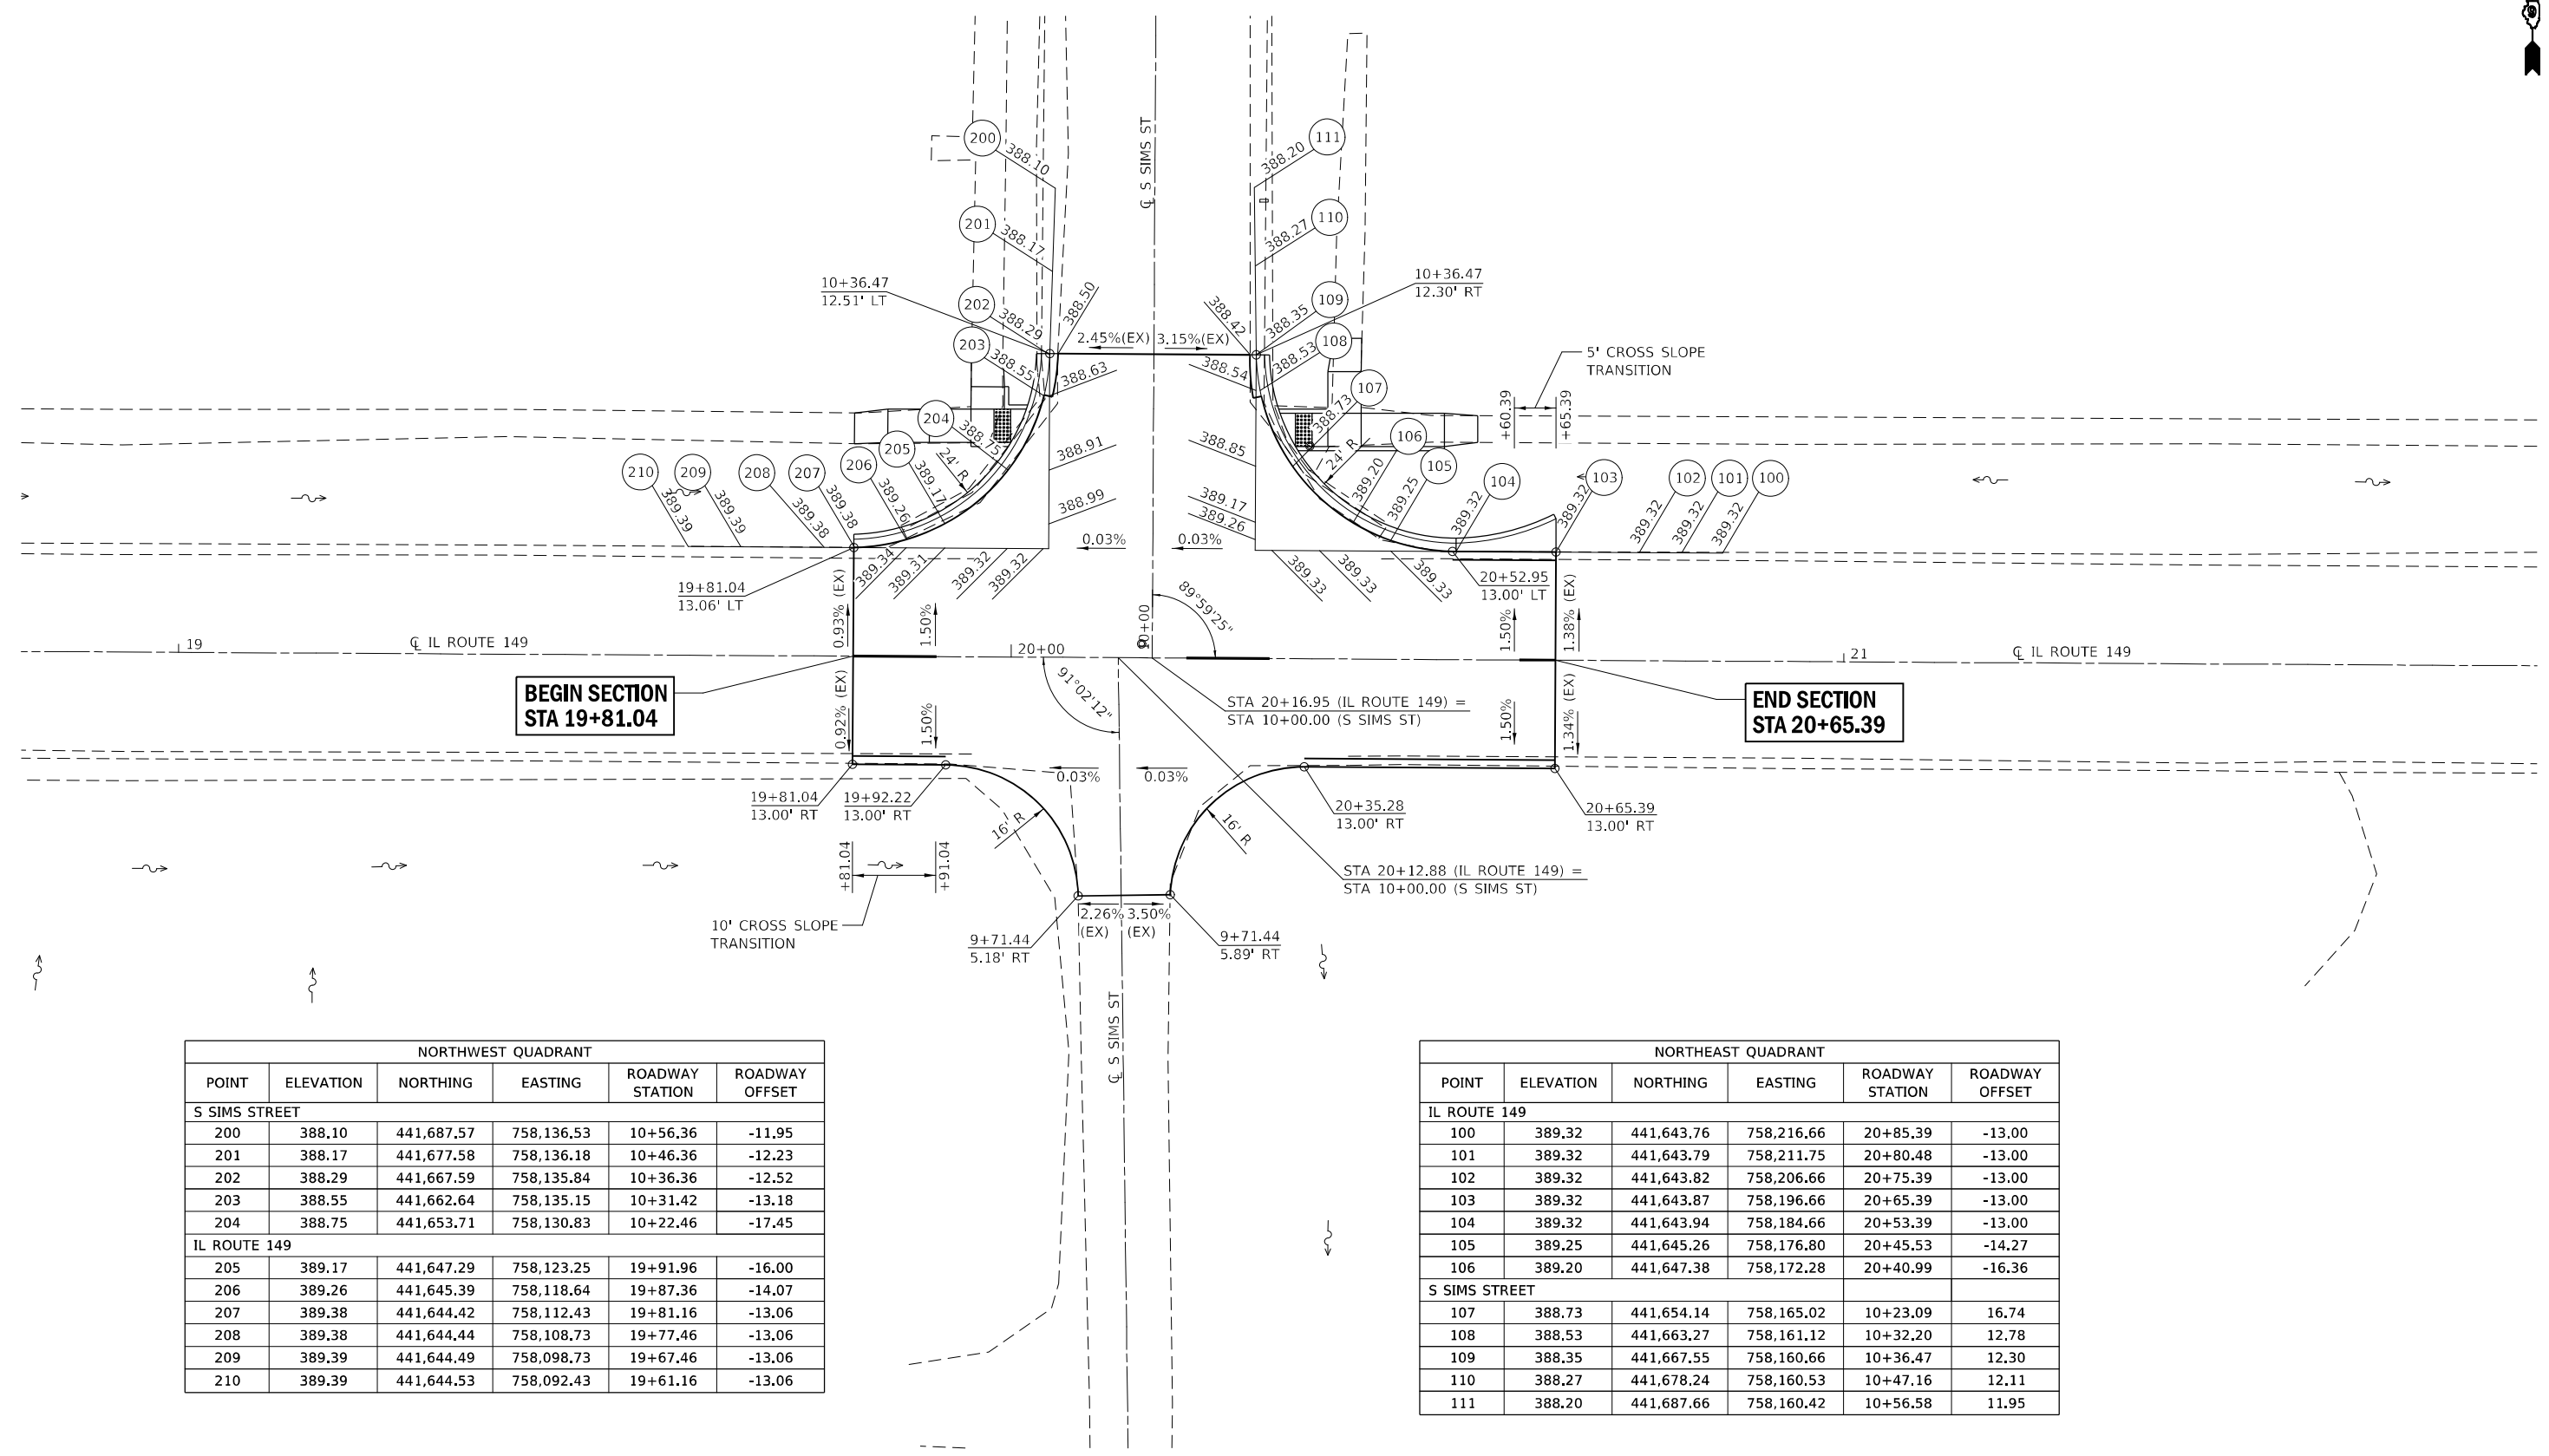 200
388.10
111
388.20
℄ S SIMS ST
201
388.17
110
388.27
10+36.47
12.51' LT
10+36.47
12.30' RT
202
388.29
388.50
388.42
109
388.35
2.45%(EX)
3.15%(EX)
203
388.55
388.63
388.54
388.53
108
5' CROSS SLOPE
TRANSITION
+60.39
+65.39
107
388.73
204
388.75
205
389.17
24' R
388.91
388.85
24' R
106
389.20
105
389.25
210
389.39
209
389.39
208
389.38
207
389.38
206
389.26
388.99
389.17
389.26
104
389.32
103
389.32
102
389.32
101
389.32
100
389.32
0.03%
0.03%
389.34
389.31
389.32
389.32
389.33
389.33
389.33
19+81.04
13.06' LT
20+52.95
13.00' LT
0.93% (EX)
1.50%
89°59'25"
10+00
1.50%
1.38% (EX)
19
℄ IL ROUTE 149
20+00
21
℄ IL ROUTE 149
BEGIN SECTION
STA 19+81.04
0.92% (EX)
1.50%
91°02'12"
STA 20+16.95 (IL ROUTE 149) =
STA 10+00.00 (S SIMS ST)
1.50%
1.34% (EX)
END SECTION
STA 20+65.39
0.03%
0.03%
19+81.04
13.00' RT
19+92.22
13.00' RT
16' R
16' R
20+35.28
13.00' RT
20+65.39
13.00' RT
+81.04
+91.04
STA 20+12.88 (IL ROUTE 149) =
STA 10+00.00 (S SIMS ST)
10' CROSS SLOPE
TRANSITION
2.26% 3.50%
(EX) (EX)
9+71.44
5.18' RT
9+71.44
5.89' RT
℄ S SIMS ST
NORTHWEST QUADRANT
POINT ELEVATION NORTHING EASTING ROADWAY STATION ROADWAY OFFSET
S SIMS STREET
200 388.10 441,687.57 758,136.53 10+56.36 -11.95
201 388.17 441,677.58 758,136.18 10+46.36 -12.23
202 388.29 441,667.59 758,135.84 10+36.36 -12.52
203 388.55 441,662.64 758,135.15 10+31.42 -13.18
204 388.75 441,653.71 758,130.83 10+22.46 -17.45
IL ROUTE 149
205 389.17 441,647.29 758,123.25 19+91.96 -16.00
206 389.26 441,645.39 758,118.64 19+87.36 -14.07
207 389.38 441,644.42 758,112.43 19+81.16 -13.06
208 389.38 441,644.44 758,108.73 19+77.46 -13.06
209 389.39 441,644.49 758,098.73 19+67.46 -13.06
210 389.39 441,644.53 758,092.43 19+61.16 -13.06
NORTHEAST QUADRANT
POINT ELEVATION NORTHING EASTING ROADWAY STATION ROADWAY OFFSET
IL ROUTE 149
100 389.32 441,643.76 758,216.66 20+85.39 -13.00
101 389.32 441,643.79 758,211.75 20+80.48 -13.00
102 389.32 441,643.82 758,206.66 20+75.39 -13.00
103 389.32 441,643.87 758,196.66 20+65.39 -13.00
104 389.32 441,643.94 758,184.66 20+53.39 -13.00
105 389.25 441,645.26 758,176.80 20+45.53 -14.27
106 389.20 441,647.38 758,172.28 20+40.99 -16.36
S SIMS STREET
107 388.73 441,654.14 758,165.02 10+23.09 16.74
108 388.53 441,663.27 758,161.12 10+32.20 12.78
109 388.35 441,667.55 758,160.66 10+36.47 12.30
110 388.27 441,678.24 758,160.53 10+47.16 12.11
111 388.20 441,687.66 758,160.42 10+56.58 11.95